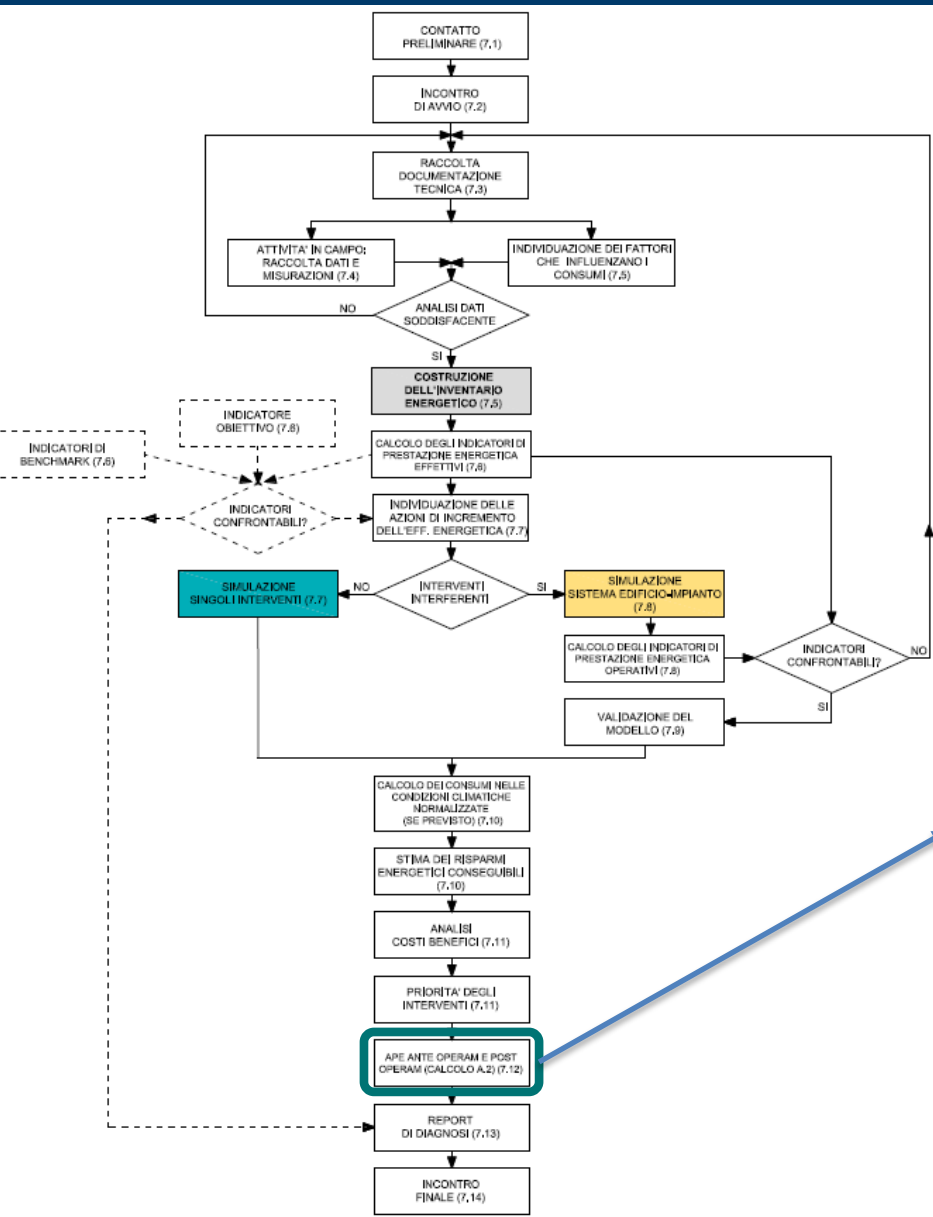 CONTATTO
PRELIMINARE (7.1)
INCONTRO
DI AVVIO (7.2)
RACCOLTA
DOCUMENTAZIONE
TECNICA (7.3)
ATTIVITA' IN CAMPO:
RACCOLTA DATI E
MISURAZIONI (7.4)
INDIVIDUAZIONE DEI FATTORI
CHE INFLUENZANO I
CONSUMI (7.5)
NO
ANALISI DATI
SODDISFACENTE
SI
COSTRUZIONE
DELL'INVENTARIO
ENERGETICO (7.5)
INDICATORE
OBIETTIVO (7.6)
INDICATORI DI
BENCHMARK (7.6)
CALCOLO DEGLI INDICATORI DI
PRESTAZIONE ENERGETICA
EFFETTIVI (7.6)
INDICATORI
CONFRONTABILI?
INDIVIDUAZIONE DELLE
AZIONI DI INCREMENTO
DELL'EFF. ENERGETICA (7.7)
SIMULAZIONE
SINGOLI INTERVENTI (7.7)
NO
INTERVENTI
INTERFERENTI
SI
SIMULAZIONE
SISTEMA EDIFICIO-IMPIANTO
(7.8)
CALCOLO DEGLI INDICATORI DI
PRESTAZIONE ENERGETICA
OPERATIVI (7.8)
INDICATORI
CONFRONTABILI?
NO
SI
VALIDAZIONE DEL
MODELLO (7.9)
CALCOLO DEI CONSUMI NELLE
CONDIZIONI CLIMATICHE
NORMALIZZATE
(SE PREVISTO) (7.10)
STIMA DEI RISPARMI
ENERGETICI CONSEGUIBILI
(7.10)
ANALISI
COSTI BENEFICI (7.11)
PRIORITA' DEGLI
INTERVENTI (7.11)
APE ANTE OPERAM E POST
OPERAM (CALCOLO A.2) (7.12)
REPORT
DI DIAGNOSI (7.13)
INCONTRO
FINALE (7.14)